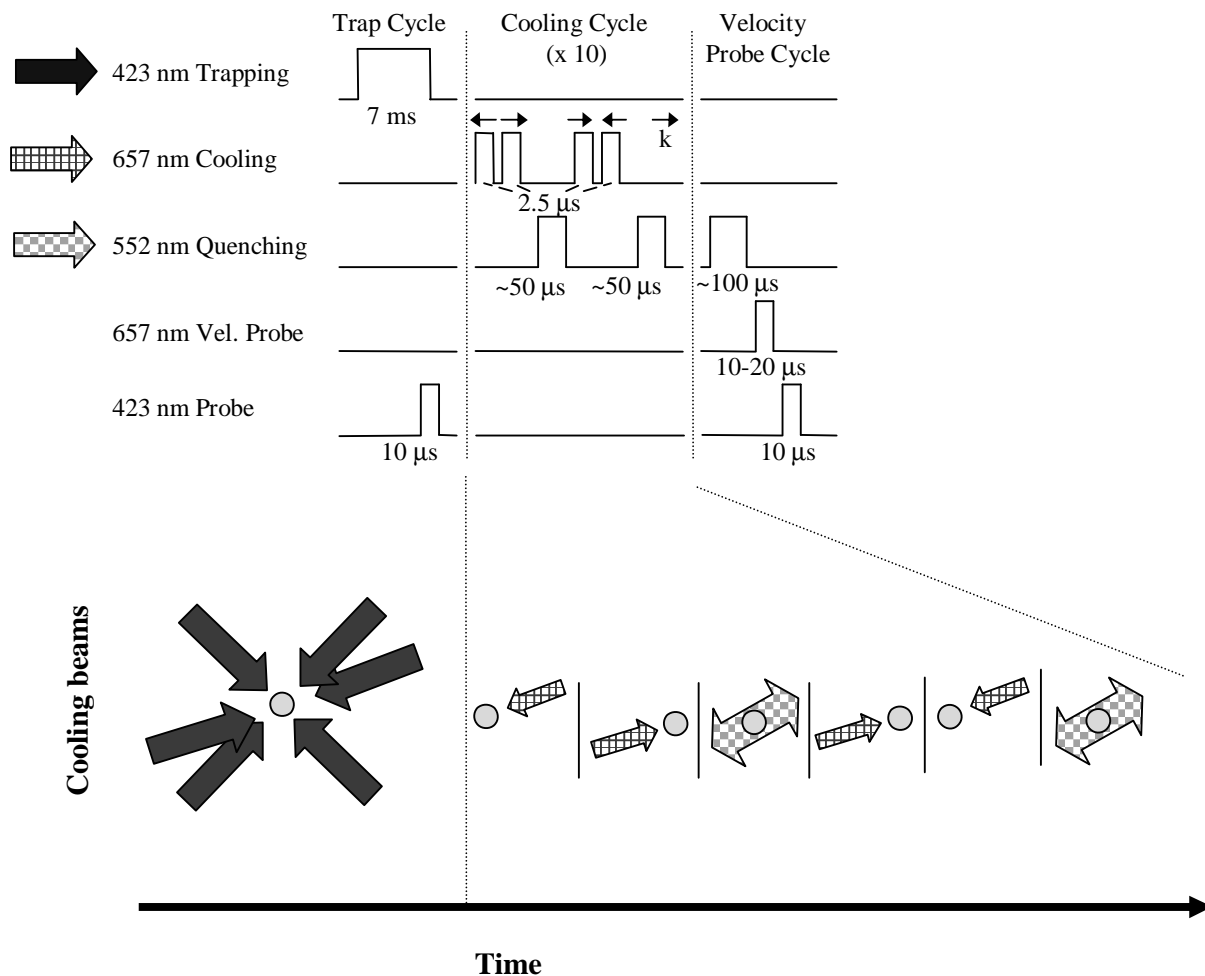 Trap Cycle
Cooling Cycle
(x 10)
Velocity
Probe Cycle
423 nm Trapping
7 ms
k
657 nm Cooling
2.5 μs
552 nm Quenching
~50 μs
~50 μs
~100 μs
657 nm Vel. Probe
10-20 μs
423 nm Probe
10 μs
10 μs
Cooling beams
Time